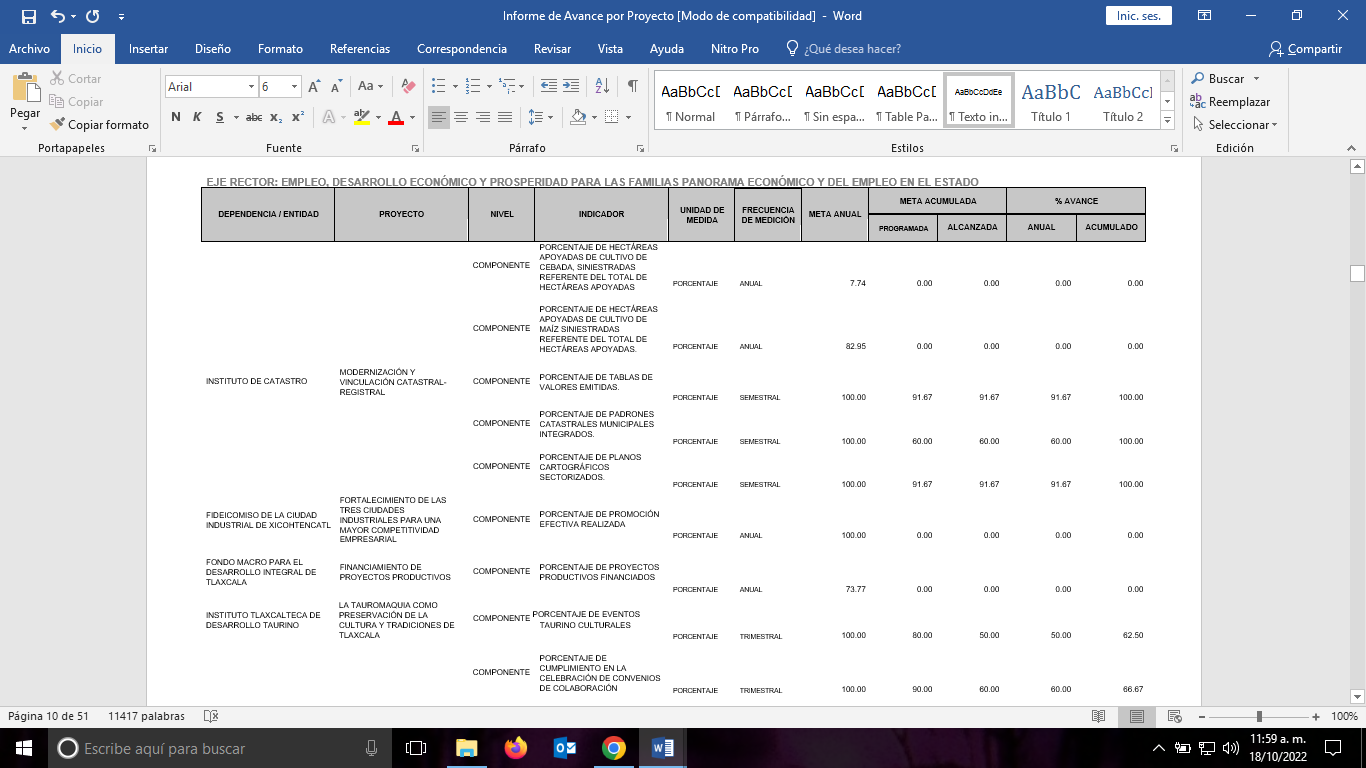 Informe de Avance por Proyecto [Modo de compatibilidad] - Word
Inic. ses.
Archivo Inicio Insertar Diseño Formato Referencias Correspondencia Revisar Vista Ayuda Nitro Pro ¿Qué desea hacer? Compartir
Pegar
Cortar
Copiar
Copiar formato
Portapapeles
Arial 6
N K S abc x₂ x²
Fuente
Párrafo
AaBbCcD AaBbCcD AaBbCcD AaBbCcD AaBbCcDdEe AaBbC AaBbCcI
¶ Normal ¶ Párrafo... ¶ Sin espa... ¶ Table Pa... ¶ Texto in... Título 1 Título 2
Estilos
Buscar
Reemplazar
Seleccionar
Edición
EJE RECTOR: EMPLEO, DESARROLLO ECONÓMICO Y PROSPERIDAD PARA LAS FAMILIAS PANORAMA ECONÓMICO Y DEL EMPLEO EN EL ESTADO
DEPENDENCIA / ENTIDAD PROYECTO NIVEL INDICADOR UNIDAD DE MEDIDA FRECUENCIA DE MEDICIÓN META ANUAL META ACUMULADA % AVANCE
PROGRAMADA ALCANZADA ANUAL ACUMULADO
COMPONENTE
PORCENTAJE DE HECTÁREAS
APOYADAS DE CULTIVO DE
CEBADA, SINIESTRADAS
REFERENTE DEL TOTAL DE
HECTÁREAS APOYADAS
PORCENTAJE ANUAL 7.74 0.00 0.00 0.00 0.00
COMPONENTE
PORCENTAJE DE HECTÁREAS
APOYADAS DE CULTIVO DE
MAÍZ SINIESTRADAS
REFERENTE DEL TOTAL DE
HECTÁREAS APOYADAS.
PORCENTAJE ANUAL 82.95 0.00 0.00 0.00 0.00
INSTITUTO DE CATASTRO
MODERNIZACIÓN Y
VINCULACIÓN CATASTRAL-
REGISTRAL
COMPONENTE
PORCENTAJE DE TABLAS DE
VALORES EMITIDAS.
PORCENTAJE SEMESTRAL 100.00 91.67 91.67 91.67 100.00
COMPONENTE
PORCENTAJE DE PADRONES
CATASTRALES MUNICIPALES
INTEGRADOS.
PORCENTAJE SEMESTRAL 100.00 60.00 60.00 60.00 100.00
COMPONENTE
PORCENTAJE DE PLANOS
CARTOGRÁFICOS
SECTORIZADOS.
PORCENTAJE SEMESTRAL 100.00 91.67 91.67 91.67 100.00
FIDEICOMISO DE LA CIUDAD
INDUSTRIAL DE XICOHTENCATL
FORTALECIMIENTO DE LAS
TRES CIUDADES
INDUSTRIALES PARA UNA
MAYOR COMPETITIVIDAD
EMPRESARIAL
COMPONENTE
PORCENTAJE DE PROMOCIÓN
EFECTIVA REALIZADA
PORCENTAJE ANUAL 100.00 0.00 0.00 0.00 0.00
FONDO MACRO PARA EL
DESARROLLO INTEGRAL DE
TLAXCALA
FINANCIAMIENTO DE
PROYECTOS PRODUCTIVOS
COMPONENTE
PORCENTAJE DE PROYECTOS
PRODUCTIVOS FINANCIADOS
PORCENTAJE ANUAL 73.77 0.00 0.00 0.00 0.00
INSTITUTO TLAXCALTECA DE
DESARROLLO TAURINO
LA TAUROMAQUIA COMO
PRESERVACIÓN DE LA
CULTURA Y TRADICIONES DE
TLAXCALA
COMPONENTE
PORCENTAJE DE EVENTOS
TAURINO CULTURALES
PORCENTAJE TRIMESTRAL 100.00 80.00 50.00 50.00 62.50
COMPONENTE
PORCENTAJE DE
CUMPLIMIENTO EN LA
CELEBRACIÓN DE CONVENIOS
DE COLABORACIÓN
PORCENTAJE TRIMESTRAL 100.00 90.00 60.00 60.00 66.67
Página 10 de 51 11417 palabras 100%
Escribe aquí para buscar
11:59 a. m.
18/10/2022